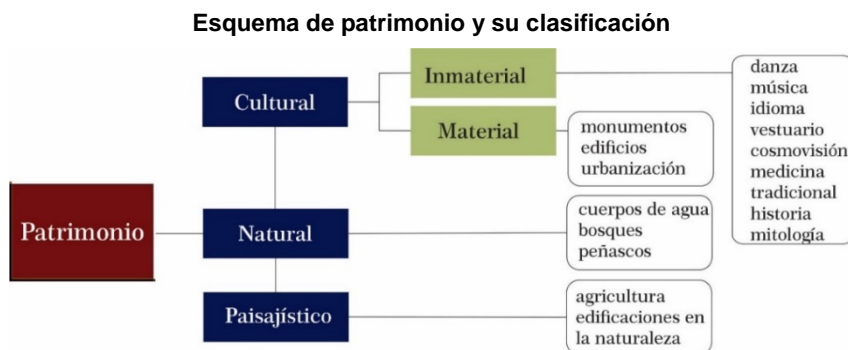 Esquema de patrimonio y su clasificación
Patrimonio
Cultural
Inmaterial
danza
música
idioma
vestuario
cosmovisión
medicina
tradicional
historia
mitología
Material
monumentos
edificios
urbanización
Natural
cuerpos de agua
bosques
peñascos
Paisajístico
agricultura
edificaciones en
la naturaleza